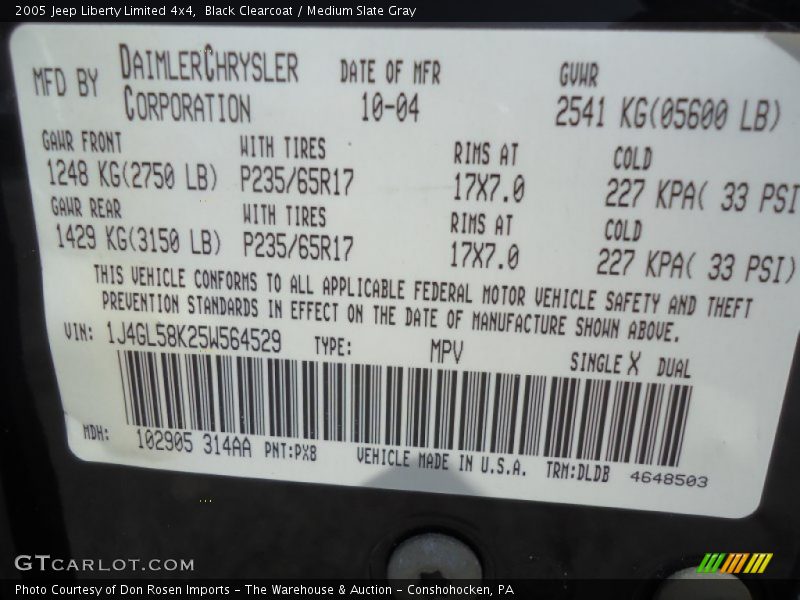 2005 Jeep Liberty Limited 4x4,  Black Clearcoat / Medium Slate Gray
MFD BY DAIMLERCHRYSLER CORPORATION DATE OF MFR 10-04 GVWR 2541 KG(05600 LB)
GAWR FRONT WITH TIRES RIMS AT COLD
1248 KG(2750 LB) P235/65R17 17X7.0 227 KPA( 33 PSI
GAWR REAR WITH TIRES RIMS AT COLD
1429 KG(3150 LB) P235/65R17 17X7.0 227 KPA( 33 PSI)
THIS VEHICLE CONFORMS TO ALL APPLICABLE FEDERAL MOTOR VEHICLE SAFETY AND THEFT
PREVENTION STANDARDS IN EFFECT ON THE DATE OF MANUFACTURE SHOWN ABOVE.
VIN: 1J4GL58K25W564529 TYPE: MPV SINGLE X DUAL
MDH: 102905 314AA PNT:PX8 VEHICLE MADE IN U.S.A. TRM:DLDB 4648503
GTCARLOT.COM
Photo Courtesy of Don Rosen Imports - The Warehouse & Auction - Conshohocken, PA